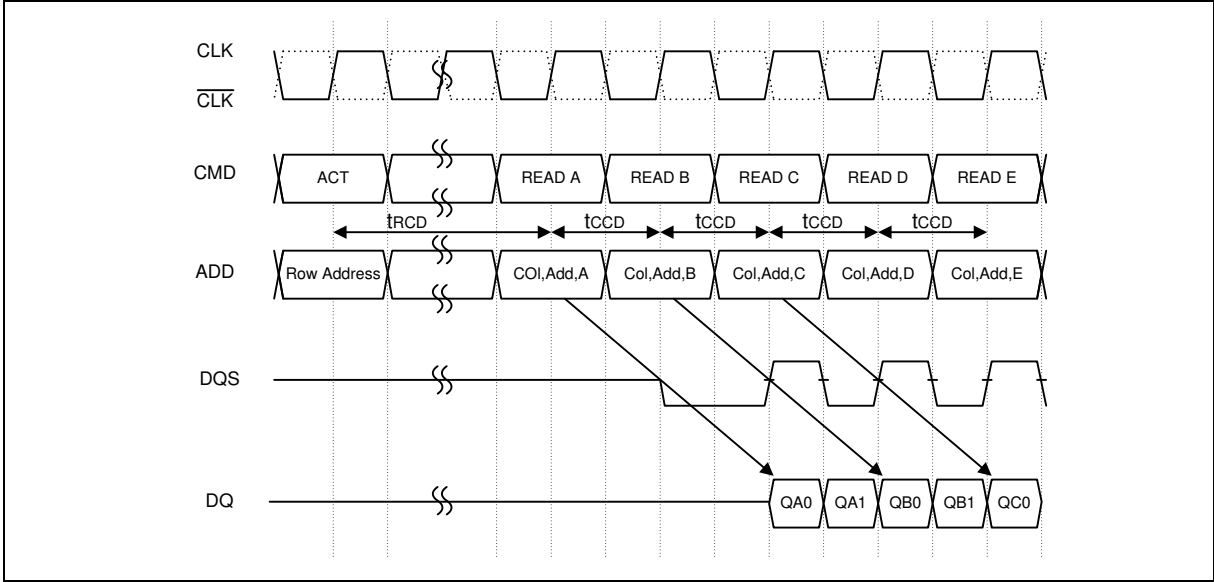 CLK
CLK
CMD ACT READ A READ B READ C READ D READ E
tRCD tCCD tCCD tCCD tCCD
ADD Row Address COl,Add,A Col,Add,B Col,Add,C Col,Add,D Col,Add,E
DQS
DQ QA0 QA1 QB0 QB1 QC0